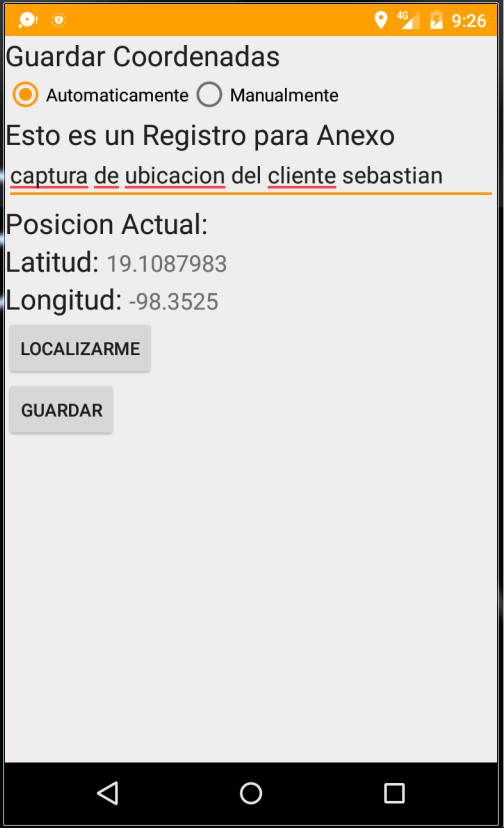 4G 9:26
Guardar Coordenadas
Automaticamente Manualmente
Esto es un Registro para Anexo
captura de ubicacion del cliente sebastian
Posicion Actual:
Latitud: 19.1087983
Longitud: -98.3525
LOCALIZARME
GUARDAR